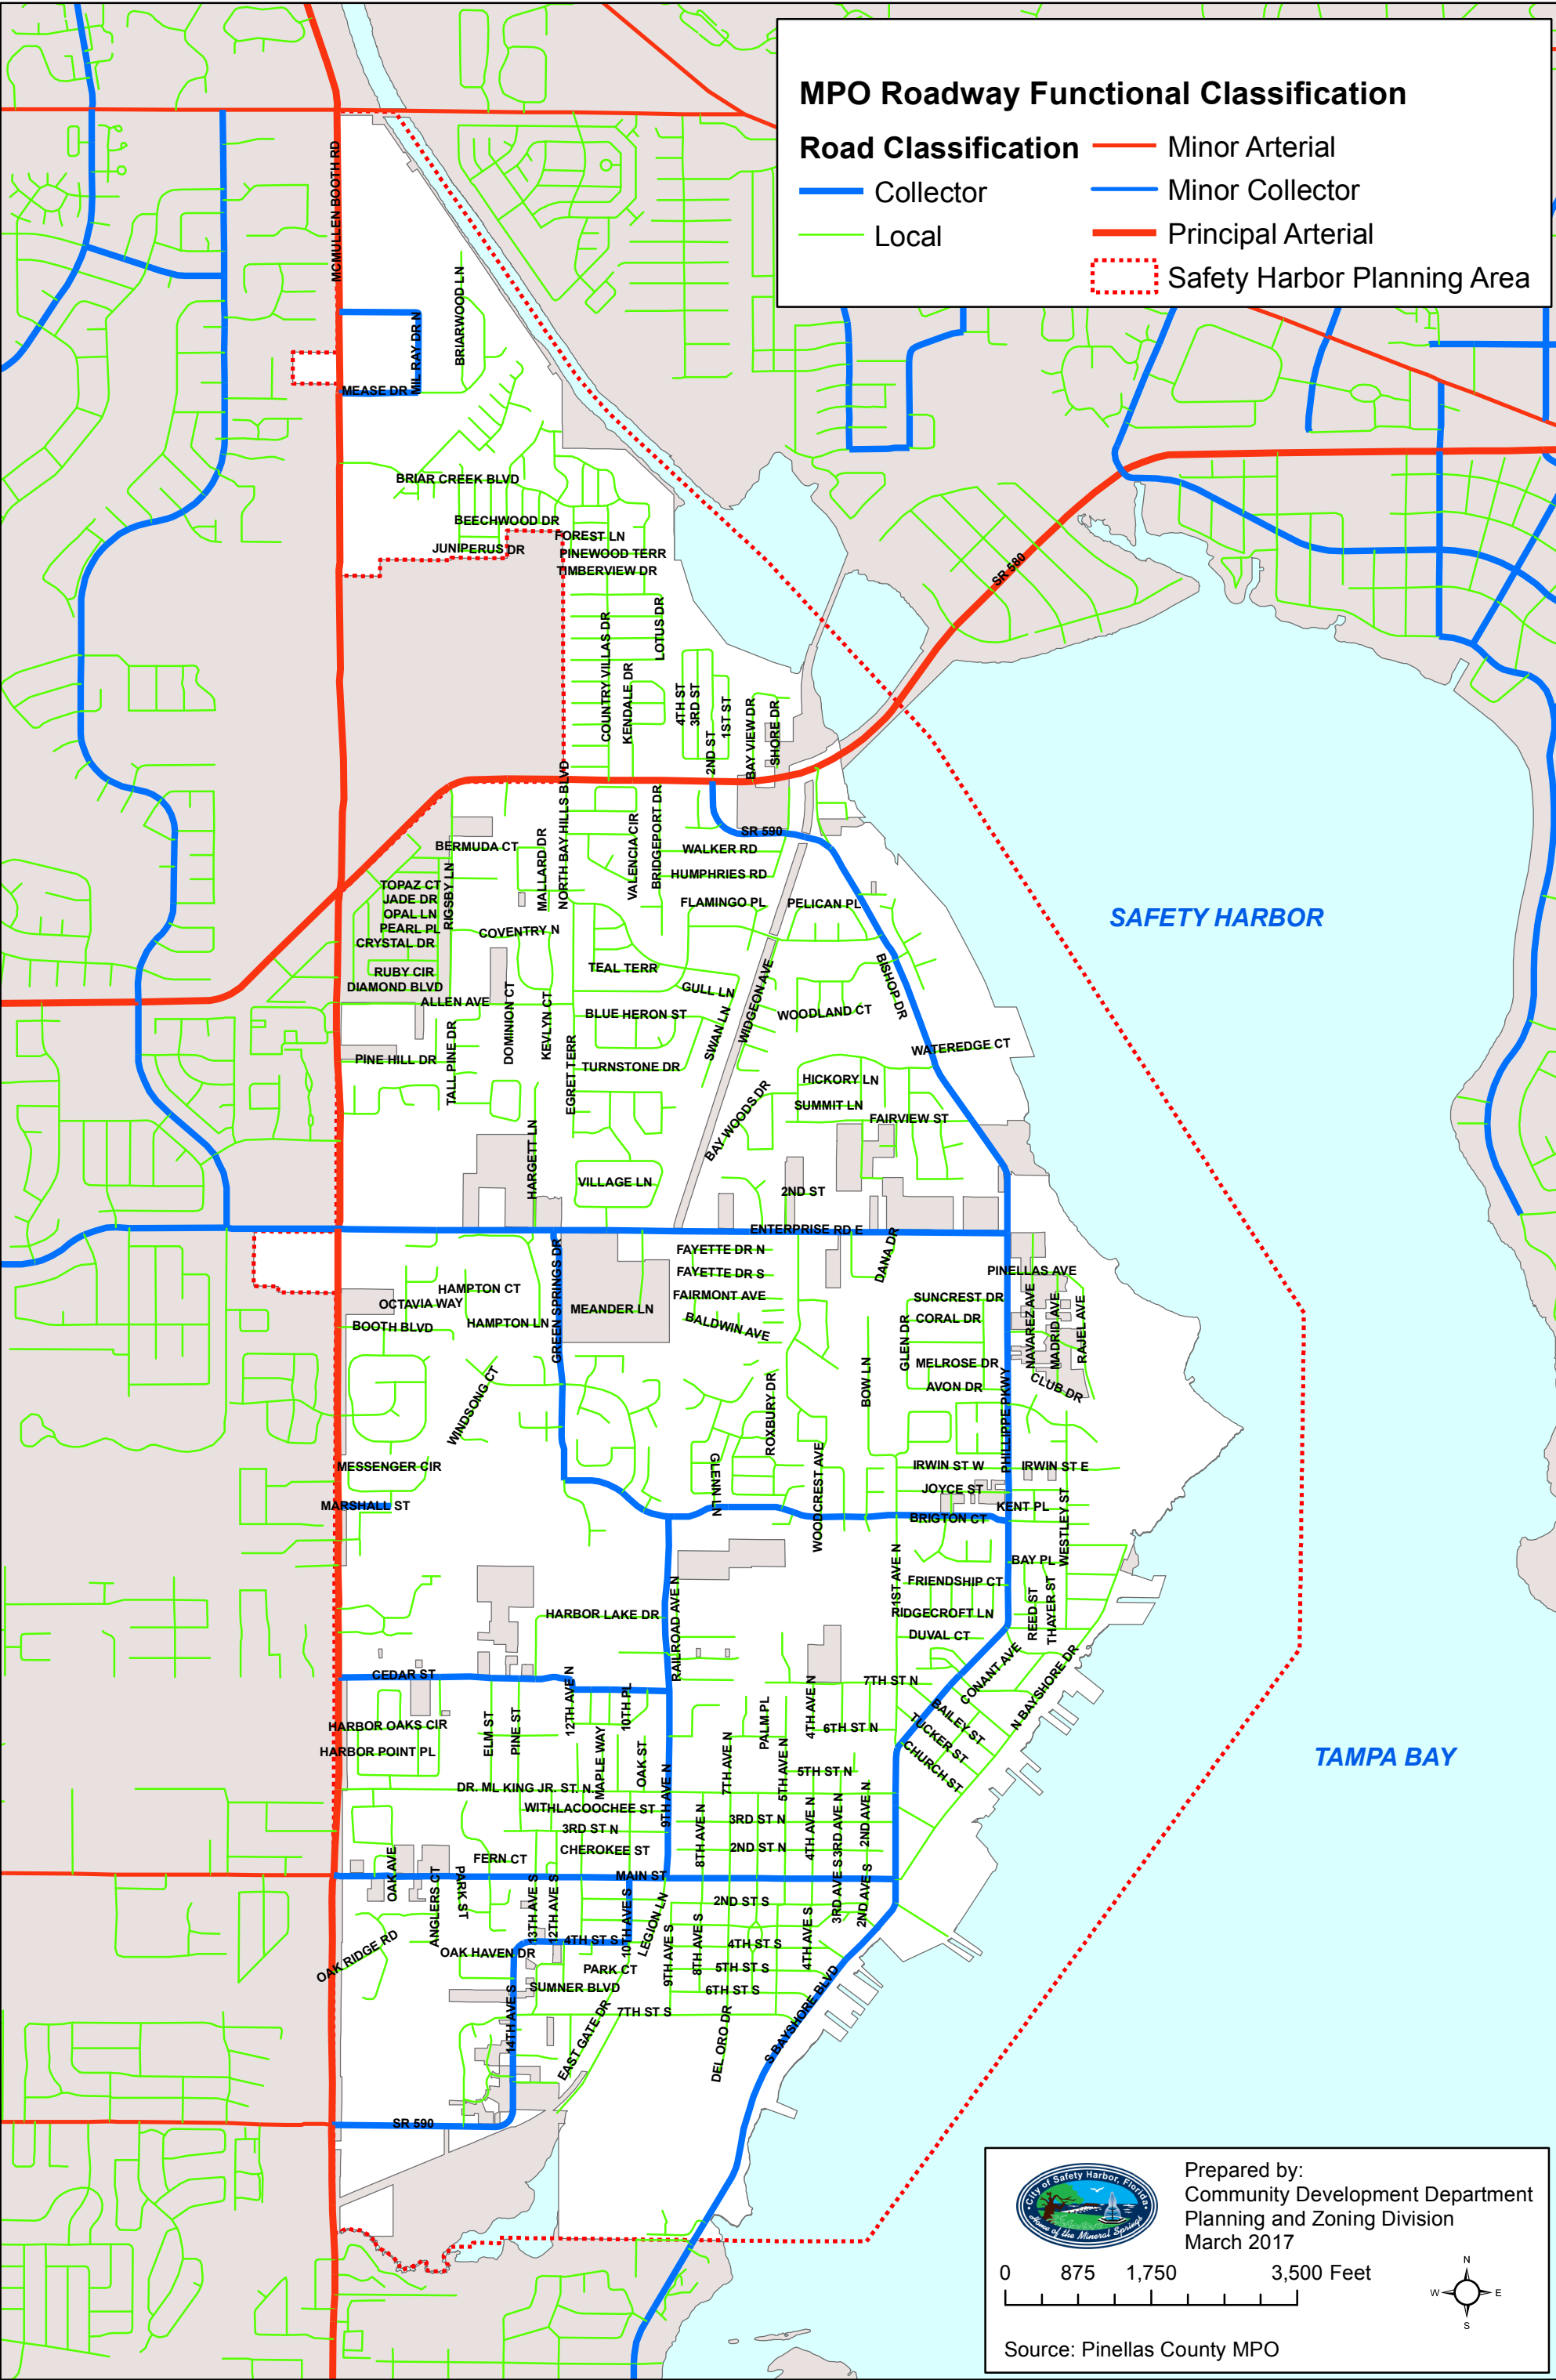 MPO Roadway Functional Classification
Road Classification
Collector
Local
Minor Arterial
Minor Collector
Principal Arterial
Safety Harbor Planning Area
MCMULLEN BOOTH RD
BRIARWOOD LN
MIL RAY DR N
MEASE DR
BRIAR CREEK BLVD
BEECHWOOD DR
FOREST LN
JUNIPERUS DR
PINEWOOD TERR
TIMBERVIEW DR
SR 580
LOTUS DR
COUNTRY VILLAS DR
KENDALE DR
4TH ST
3RD ST
1ST ST
2ND ST
BAY VIEW DR
SHORE DR
NORTH BAY HILLS BLVD
VALENCIA CIR
BRIDGEPORT DR
SR 590
BERMUDA CT
MALLARD DR
WALKER RD
HUMPHRIES RD
TOPAZ CT
JADE DR
OPAL LN
PEARL PL
CRYSTAL DR
RIGSBY LN
FLAMINGO PL
PELICAN PL
SAFETY HARBOR
COVENTRY N
RUBY CIR
DIAMOND BLVD
TEAL TERR
GULL LN
ALLEN AVE
DOMINION CT
KEVLYN CT
BLUE HERON ST
SWAN LN
WIDGEON AVE
WOODLAND CT
BISHOP DR
PINE HILL DR
TALL PINE DR
EGRET TERR
TURNSTONE DR
WATEREDGE CT
HICKORY LN
SUMMIT LN
FAIRVIEW ST
BAY WOODS DR
HARGETT LN
VILLAGE LN
2ND ST
ENTERPRISE RD E
FAYETTE DR N
FAYETTE DR S
FAIRMONT AVE
BALDWIN AVE
DANA DR
PINELLAS AVE
GREEN SPRINGS DR
HAMPTON CT
OCTAVIA WAY
MEANDER LN
BOOTH BLVD
HAMPTON LN
SUNCREST DR
CORAL DR
GLEN DR
NAVAREZ AVE
MADRID AVE
RAJEL AVE
MELROSE DR
AVON DR
CLUB DR
WINDSONG CT
BOW LN
ROXBURY DR
PHILLIPPE PKWY
MESSENGER CIR
GLENN LN
WOODCREST AVE
IRWIN ST W
IRWIN ST E
JOYCE ST
KENT PL
MARSHALL ST
BRIGTON CT
WESTLEY ST
BAY PL
1ST AVE N
FRIENDSHIP CT
REED ST
THAYER ST
RAILROAD AVE N
HARBOR LAKE DR
RIDGECROFT LN
DUVAL CT
CEDAR ST
7TH ST N
CONANT AVE
N BAYSHORE DR
12TH AVE N
10TH PL
HARBOR OAKS CIR
ELM ST
PINE ST
PALM PL
4TH AVE N
6TH ST N
BAILEY ST
TUCKER ST
CHURCH ST
HARBOR POINT PL
MAPLE WAY
OAK ST
7TH AVE N
5TH AVE N
5TH ST N
TAMPA BAY
DR. ML KING JR. ST. N.
9TH AVE N
WITHLACOOCHEE ST
3RD ST N
8TH AVE N
3RD ST N
4TH AVE N
3RD AVE N
2ND AVE N
FERN CT
CHEROKEE ST
2ND ST N
MAIN ST
OAK AVE
ANGLERS CT
PARK ST
13TH AVE S
12TH AVE S
10TH AVE S
LEGION LN
2ND ST S
3RD AVE S
2ND AVE S
OAK RIDGE RD
OAK HAVEN DR
4TH ST S
9TH AVE S
8TH AVE S
4TH ST S
4TH AVE S
PARK CT
5TH ST S
SUMNER BLVD
6TH ST S
14TH AVE S
EAST GATE DR
7TH ST S
DEL ORO DR
S BAYSHORE BLVD
SR 590
City of Safety Harbor, Florida
Home of the Mineral Springs
Prepared by:
Community Development Department
Planning and Zoning Division
March 2017
0 875 1,750 3,500 Feet
N
W E
S
Source: Pinellas County MPO